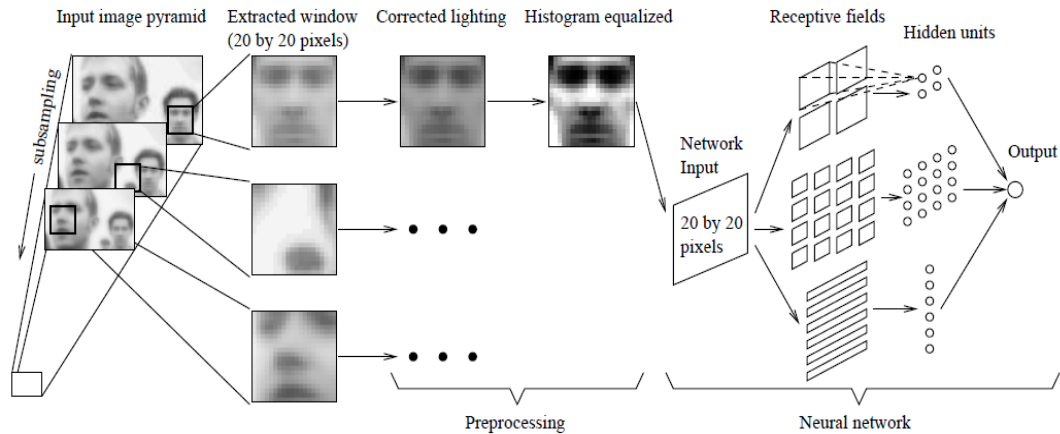 Input image pyramid
Extracted window
(20 by 20 pixels)
Corrected lighting
Histogram equalized
Receptive fields
Hidden units
subsampling
Network
Input
Output
20 by 20
pixels
Preprocessing
Neural network